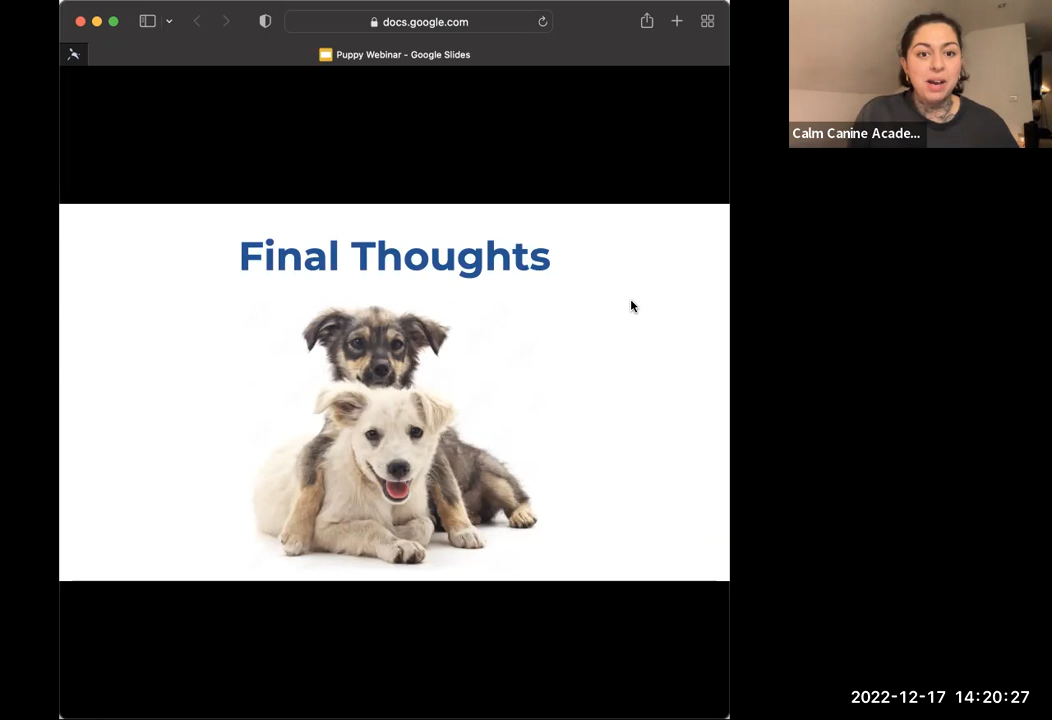 docs.google.com
Puppy Webinar - Google Slides
Calm Canine Acade...
Final Thoughts
2022-12-17 14:20:27